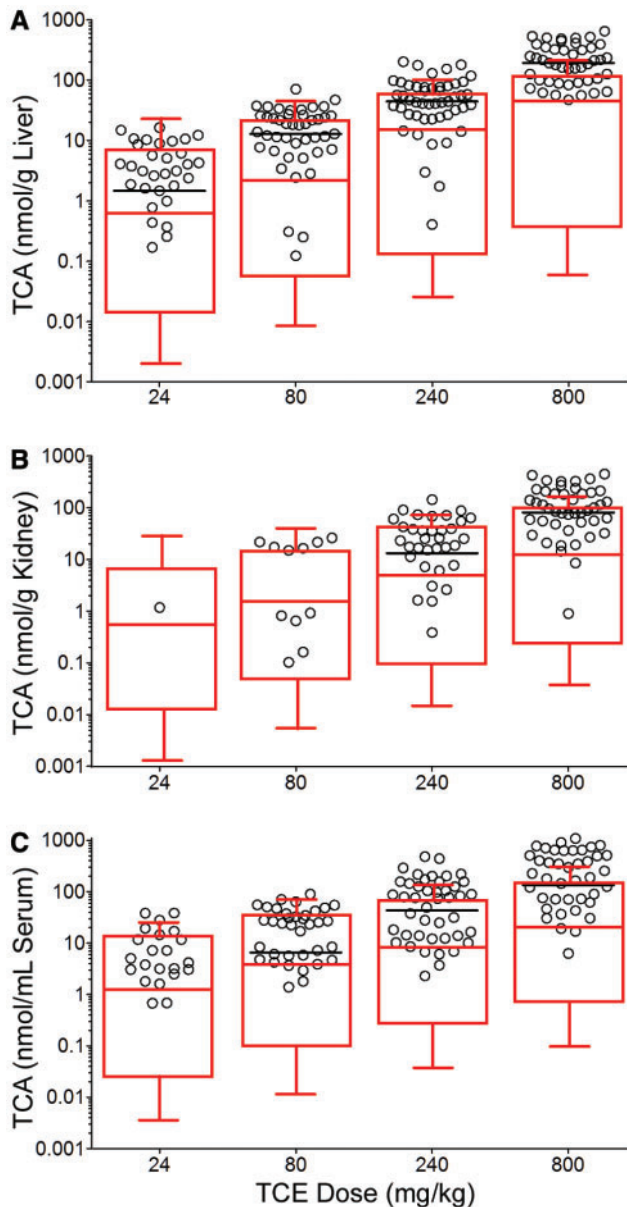 A
TCA (nmol/g Liver)
1000
100
10
1
0.1
0.01
0.001
24 80 240 800
B
TCA (nmol/g Kidney)
1000
100
10
1
0.1
0.01
0.001
24 80 240 800
C
TCA (nmol/mL Serum)
1000
100
10
1
0.1
0.01
0.001
24 80 240 800
TCE Dose (mg/kg)